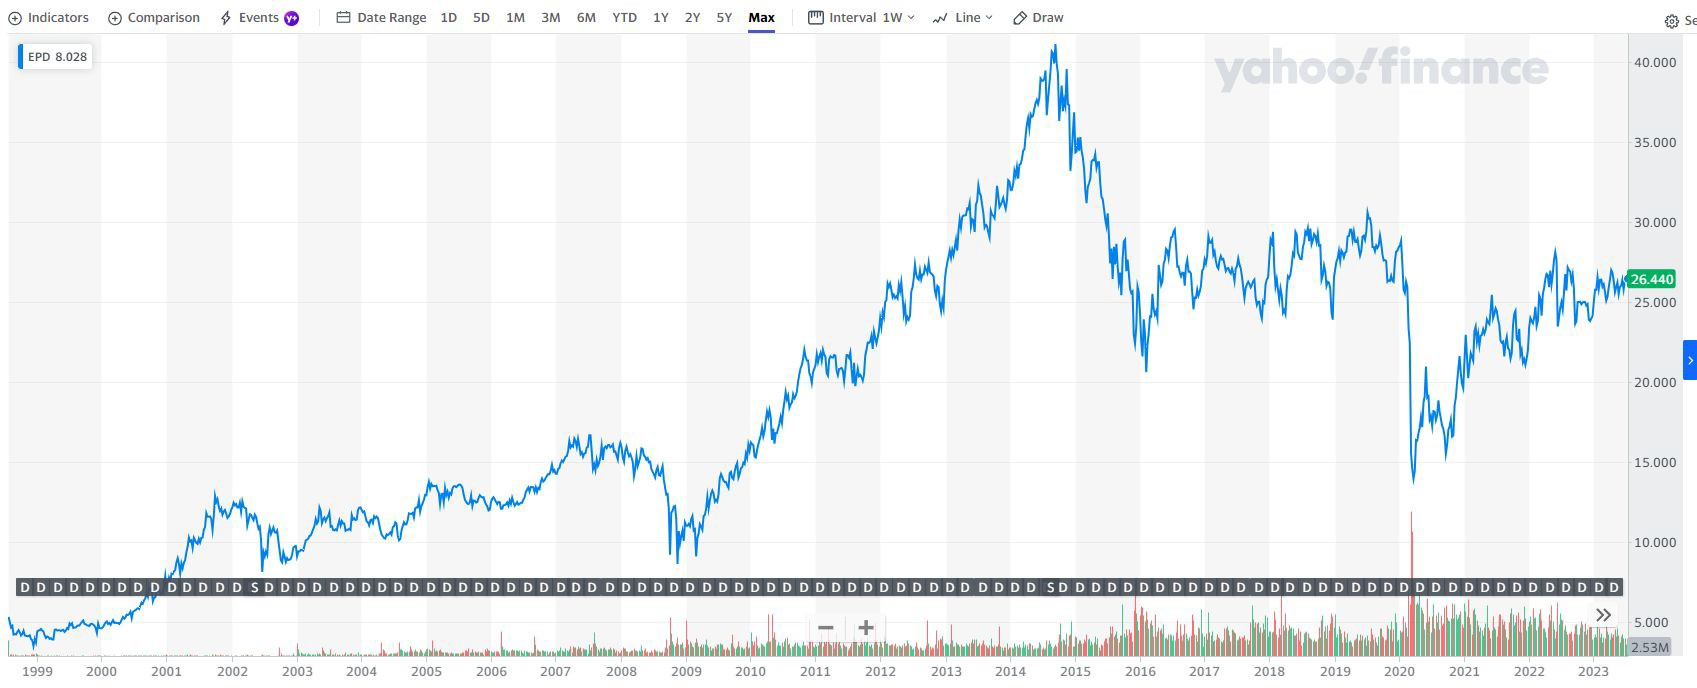 Indicators Comparison Events y+ Date Range 1D 5D 1M 3M 6M YTD 1Y 2Y 5Y Max Interval 1W Line Draw
EPD 8.028
yahoo!finance
40.000
35.000
30.000
26.440
25.000
20.000
15.000
10.000
D D D D D D D D D D D D D D S D D D D D D D D D D D D D D D D D D D D D D D D D D D D D D D D D D D D D D D D D D D D D D D D S D D D D D D D D D D D D D D D D D D D D D D D D D D D D D D D D D D D
5.000
2.53M
1999 2000 2001 2002 2003 2004 2005 2006 2007 2008 2009 2010 2011 2012 2013 2014 2015 2016 2017 2018 2019 2020 2021 2022 2023